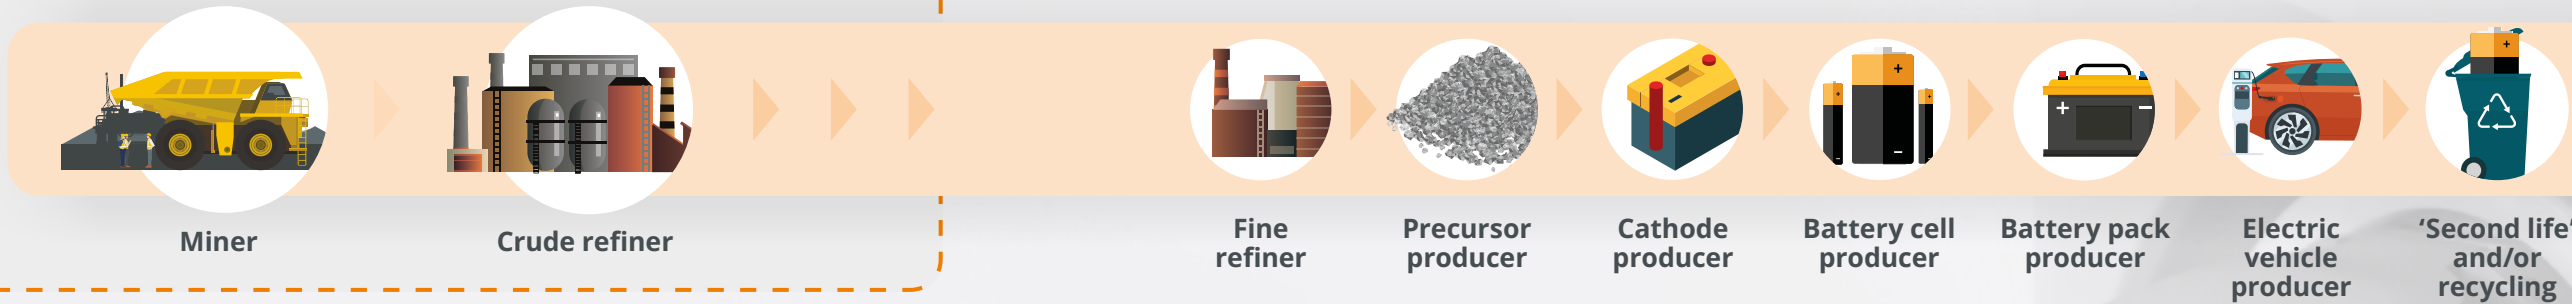 Miner
Crude refiner
Fine
refiner
Precursor
producer
Cathode
producer
Battery cell
producer
Battery pack
producer
Electric
vehicle
producer
‘Second life’
and/or
recycling